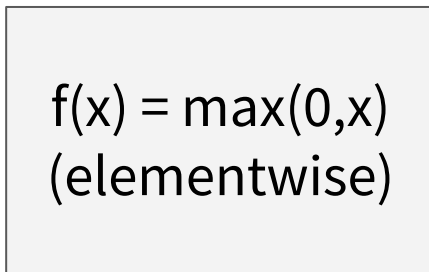 f(x) = max(0,x)
(elementwise)